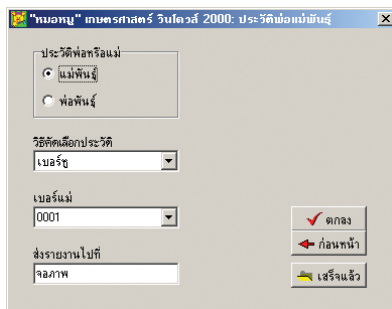 "หมอหมู" เกษตรศาสตร์ วินโดวส์ 2000: ประวัติพ่อแม่พันธุ์
ประวัติพ่อหรือแม่
แม่พันธุ์
พ่อพันธุ์
วิธีคัดเลือกประวัติ
เบอร์หู
เบอร์แม่
0001
ส่งรายงานไปที่
จอภาพ
ตกลง
ก่อนหน้า
เสร็จแล้ว